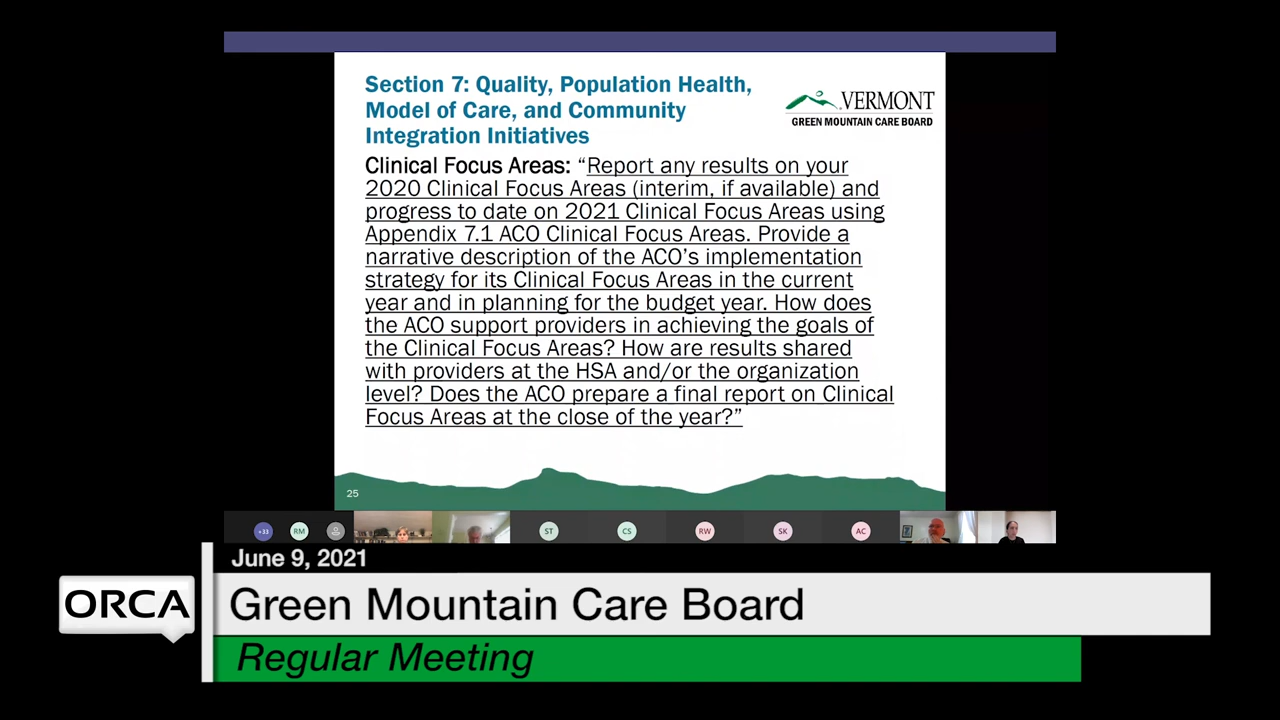 Section 7: Quality, Population Health,
Model of Care, and Community
Integration Initiatives
VERMONT
GREEN MOUNTAIN CARE BOARD
Clinical Focus Areas: “Report any results on your
2020 Clinical Focus Areas (interim, if available) and
progress to date on 2021 Clinical Focus Areas using
Appendix 7.1 ACO Clinical Focus Areas. Provide a
narrative description of the ACO’s implementation
strategy for its Clinical Focus Areas in the current
year and in planning for the budget year. How does
the ACO support providers in achieving the goals of
the Clinical Focus Areas? How are results shared
with providers at the HSA and/or the organization
level? Does the ACO prepare a final report on Clinical
Focus Areas at the close of the year?”
25
+33 RM ST CS RW SK AC
June 9, 2021
ORCA
Green Mountain Care Board
Regular Meeting